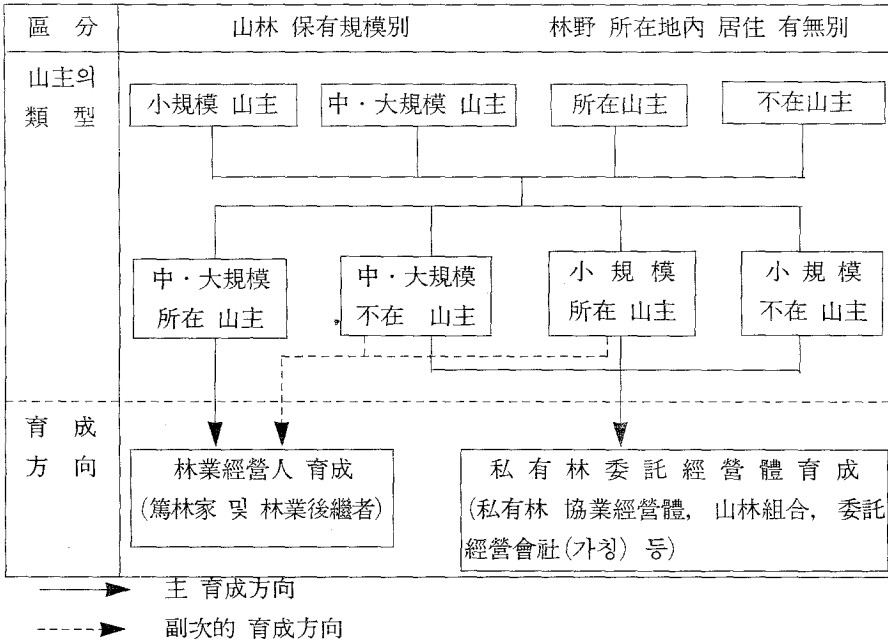 區 分 山林 保有規模別 林野 所在地內 居住 有無別
山主의
類 型
小規模 山主 中・大規模 山主 所在山主 不在山主
中・大規模 中・大規模 小 規 模 小 規 模
所在 山主 不在 山主 所在 山主 不在 山主
育 成
方 向
林業經營人 育成 私 有 林 委 託 經 營 體 育 成
(篤林家 및 林業後繼者) (私有林 協業經營體, 山林組合, 委託
經營會社(가칭) 등)
主 育成方向
副次的 育成方向